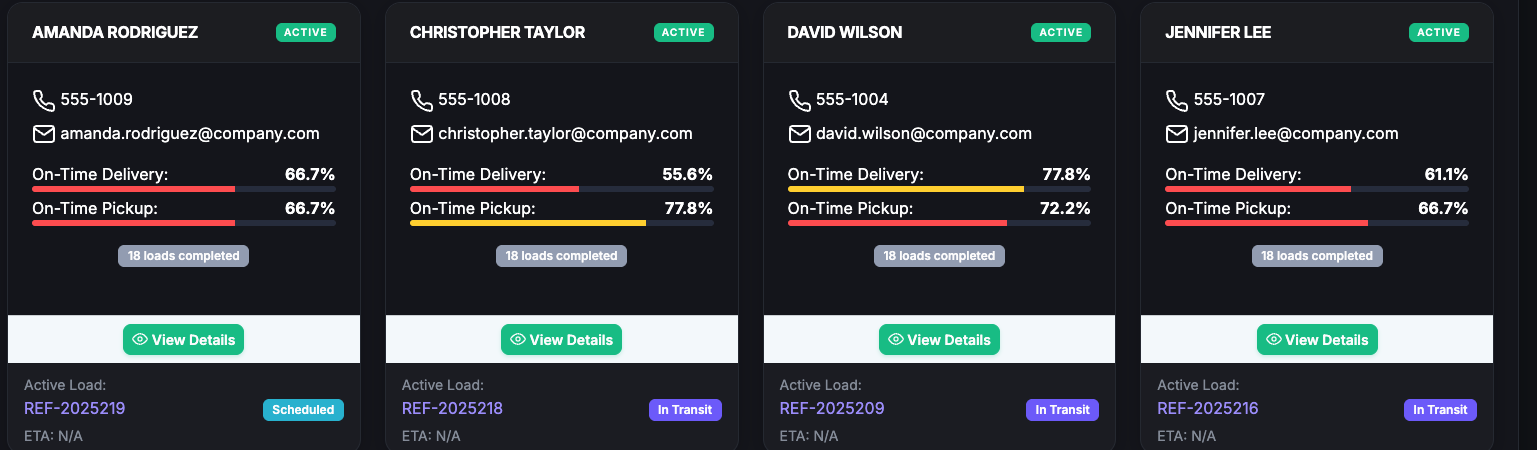 AMANDA RODRIGUEZ ACTIVE
555-1009
amanda.rodriguez@company.com
On-Time Delivery: 66.7%
On-Time Pickup: 66.7%
18 loads completed
View Details
Active Load:
REF-2025219 Scheduled
ETA: N/A
CHRISTOPHER TAYLOR ACTIVE
555-1008
christopher.taylor@company.com
On-Time Delivery: 55.6%
On-Time Pickup: 77.8%
18 loads completed
View Details
Active Load:
REF-2025218 In Transit
ETA: N/A
DAVID WILSON ACTIVE
555-1004
david.wilson@company.com
On-Time Delivery: 77.8%
On-Time Pickup: 72.2%
18 loads completed
View Details
Active Load:
REF-2025209 In Transit
ETA: N/A
JENNIFER LEE ACTIVE
555-1007
jennifer.lee@company.com
On-Time Delivery: 61.1%
On-Time Pickup: 66.7%
18 loads completed
View Details
Active Load:
REF-2025216 In Transit
ETA: N/A